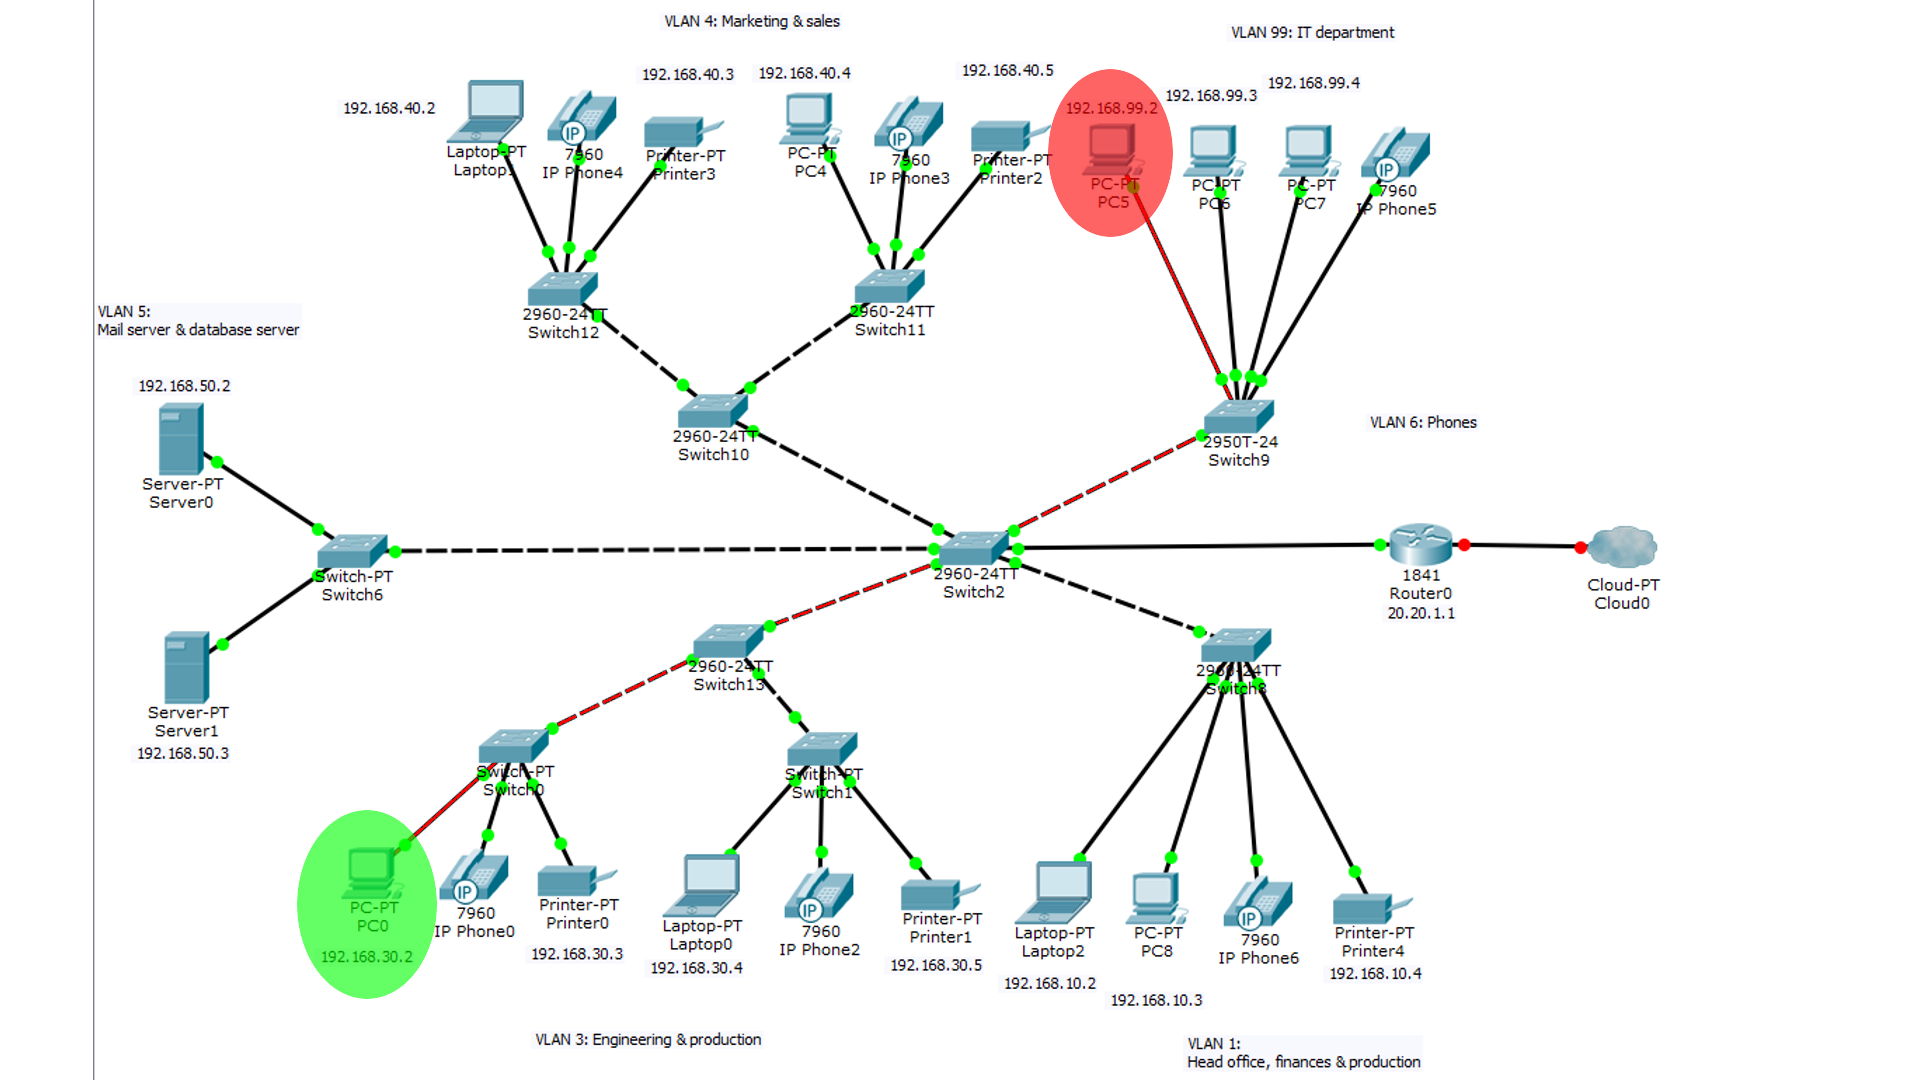 VLAN 4: Marketing & sales
VLAN 99: IT department
192.168.40.2
192.168.40.3
192.168.40.4
192.168.40.5
192.168.99.2
192.168.99.3
192.168.99.4
Laptop-PT
Laptop1
IP
7960
IP Phone4
Printer-PT
Printer3
PC-PT
PC4
IP
7960
IP Phone3
Printer-PT
Printer2
PC-PT
PC5
PC-PT
PC6
PC-PT
PC7
IP
7960
IP Phone5
2960-24TT
Switch12
2960-24TT
Switch11
VLAN 5:
Mail server & database server
192.168.50.2
Server-PT
Server0
2960-24TT
Switch10
2950T-24
Switch9
VLAN 6: Phones
Switch-PT
Switch6
2960-24TT
Switch2
1841
Router0
20.20.1.1
Cloud-PT
Cloud0
Server-PT
Server1
192.168.50.3
2960-24TT
Switch13
2960-24TT
Switch8
Switch-PT
Switch0
Switch-PT
Switch1
PC-PT
PC0
192.168.30.2
IP
7960
IP Phone0
Printer-PT
Printer0
192.168.30.3
Laptop-PT
Laptop0
192.168.30.4
IP
7960
IP Phone2
Printer-PT
Printer1
192.168.30.5
Laptop-PT
Laptop2
192.168.10.2
PC-PT
PC8
192.168.10.3
IP
7960
IP Phone6
Printer-PT
Printer4
192.168.10.4
VLAN 3: Engineering & production
VLAN 1:
Head office, finances & production